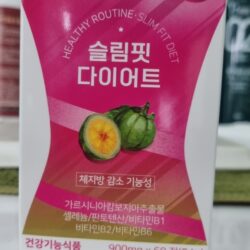 HEALTHY ROUTINE · SLIM FIT DIET
슬림핏
다이어트
체지방 감소 기능성
가르시니아캄보지아추출물
셀레늄/판토텐산/비타민B1
비타민B2/비타민B6
건강기능식품
900mg